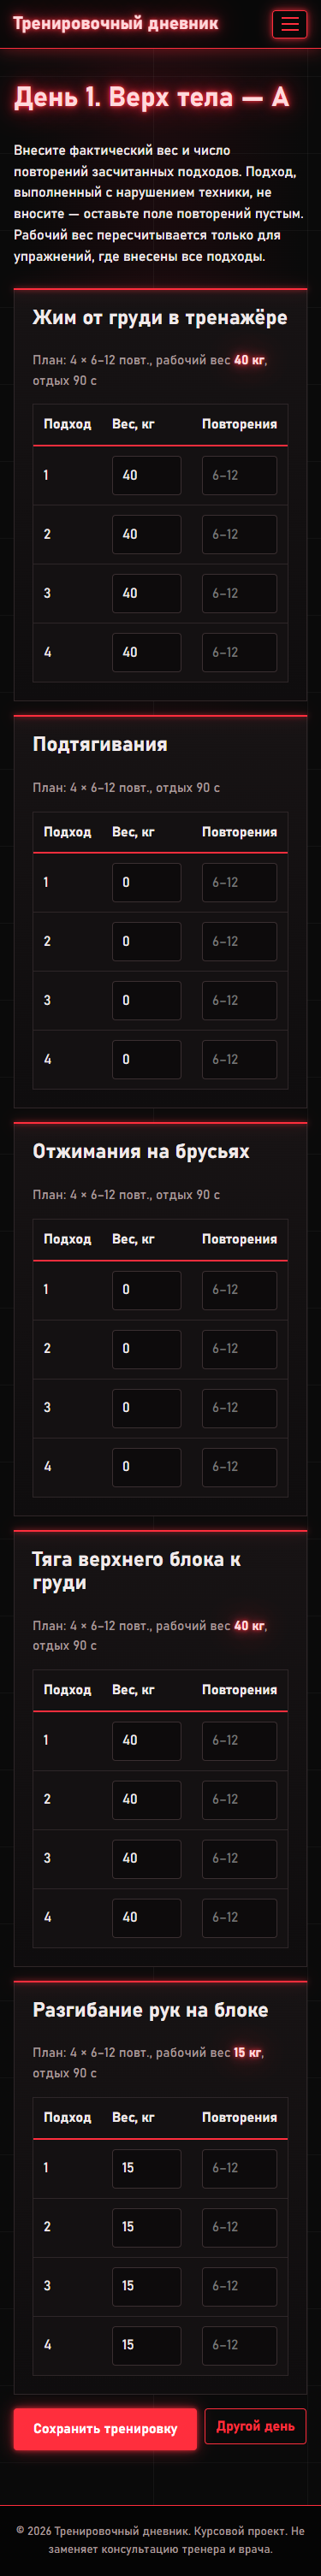 Тренировочный дневник
День 1. Верх тела — А
Внесите фактический вес и число
повторений засчитанных подходов. Подход,
выполненный с нарушением техники, не
вносите — оставьте поле повторений пустым.
Рабочий вес пересчитывается только для
упражнений, где внесены все подходы.
Жим от груди в тренажёре
План: 4 × 6–12 повт., рабочий вес 40 кг,
отдых 90 с
Подход Вес, кг Повторения
1 40 6–12
2 40 6–12
3 40 6–12
4 40 6–12
Подтягивания
План: 4 × 6–12 повт., отдых 90 с
Подход Вес, кг Повторения
1 0 6–12
2 0 6–12
3 0 6–12
4 0 6–12
Отжимания на брусьях
План: 4 × 6–12 повт., отдых 90 с
Подход Вес, кг Повторения
1 0 6–12
2 0 6–12
3 0 6–12
4 0 6–12
Тяга верхнего блока к
груди
План: 4 × 6–12 повт., рабочий вес 40 кг,
отдых 90 с
Подход Вес, кг Повторения
1 40 6–12
2 40 6–12
3 40 6–12
4 40 6–12
Разгибание рук на блоке
План: 4 × 6–12 повт., рабочий вес 15 кг,
отдых 90 с
Подход Вес, кг Повторения
1 15 6–12
2 15 6–12
3 15 6–12
4 15 6–12
Сохранить тренировку Другой день
© 2026 Тренировочный дневник. Курсовой проект. Не
заменяет консультацию тренера и врача.